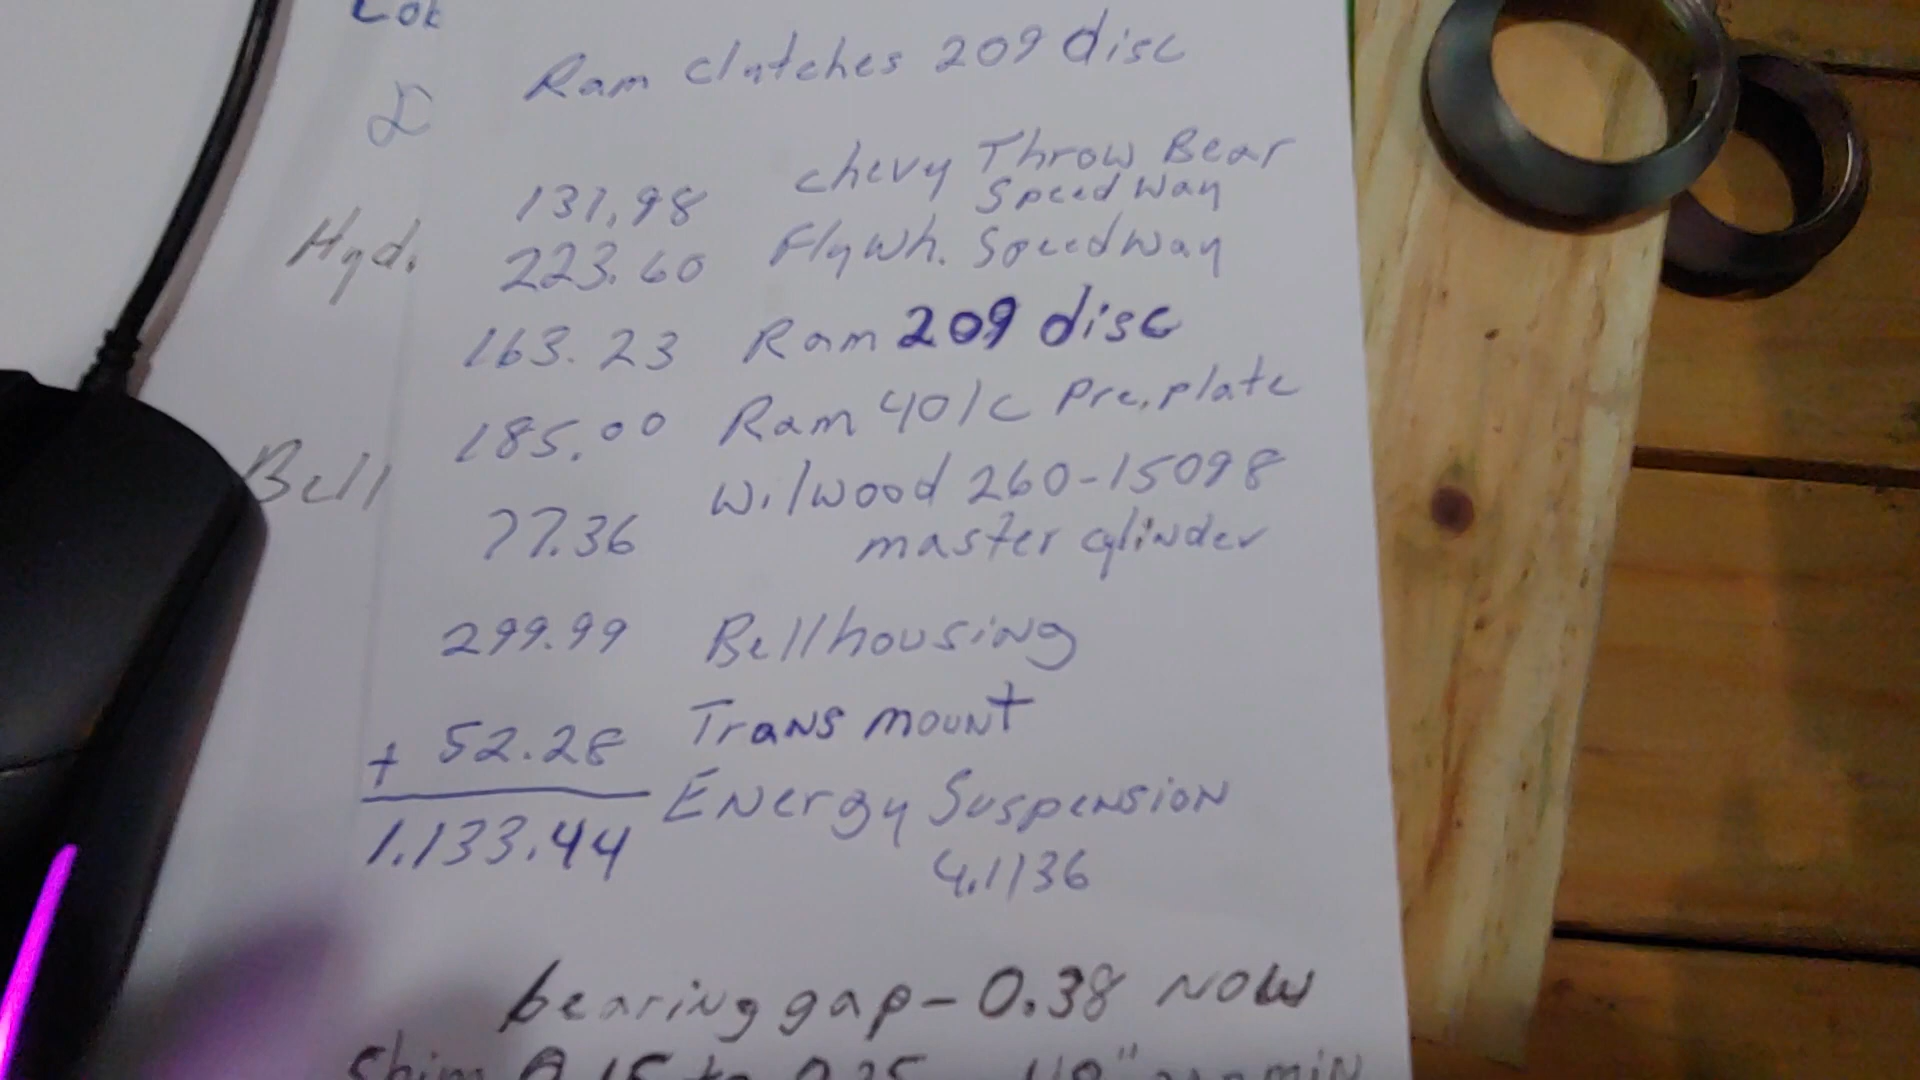 Ram clutches 209 disc
131.98 chevy Throw Bear
Speed Way
Hyd. 223.60 Flywh. Speedway
163.23 Ram 209 disc
185.00 Ram 401c Pre.plate
Bell
77.36 Wilwood 260-15098
master cylinder
299.99 Bellhousing
+ 52.28 Trans mount
1.133.44 Energy Suspension
4.1136
bearing gap - 0.38 now